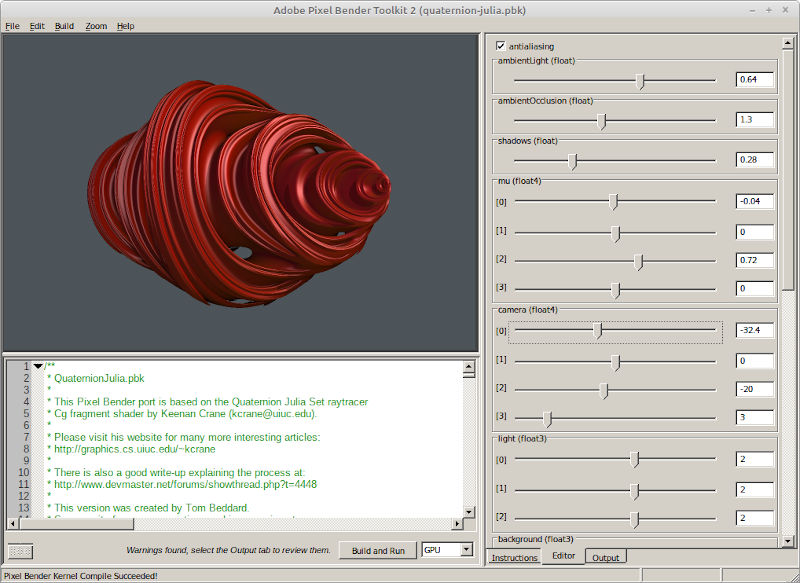 Adobe Pixel Bender Toolkit 2 (quaternion-julia.pbk)
File Edit Build Zoom Help
antialiasing
ambientLight (float)
0.64
ambientOcclusion (float)
1.3
shadows (float)
0.28
mu (float4)
[0] -0.04
[1] 0
[2] 0.72
[3] 0
camera (float4)
[0] -32.4
[1] 0
[2] -20
[3] 3
light (float3)
[0] 2
[1] 2
[2] 2
background (float3)
Instructions Editor Output
1 /**
2 * QuaternionJulia.pbk
3 *
4 * This Pixel Bender port is based on the Quaternion Julia Set raytracer
5 * Cg fragment shader by Keenan Crane (kcrane@uiuc.edu).
6 *
7 * Please visit his website for many more interesting articles:
8 * http://graphics.cs.uiuc.edu/~kcrane
9 *
10 * There is also a good write-up explaining the process at:
11 * http://www.devmaster.net/forums/showthread.php?t=4448
12 *
13 * This version was created by Tom Beddard.
Warnings found, select the Output tab to review them.
Build and Run
GPU
Pixel Bender Kernel Compile Succeeded!